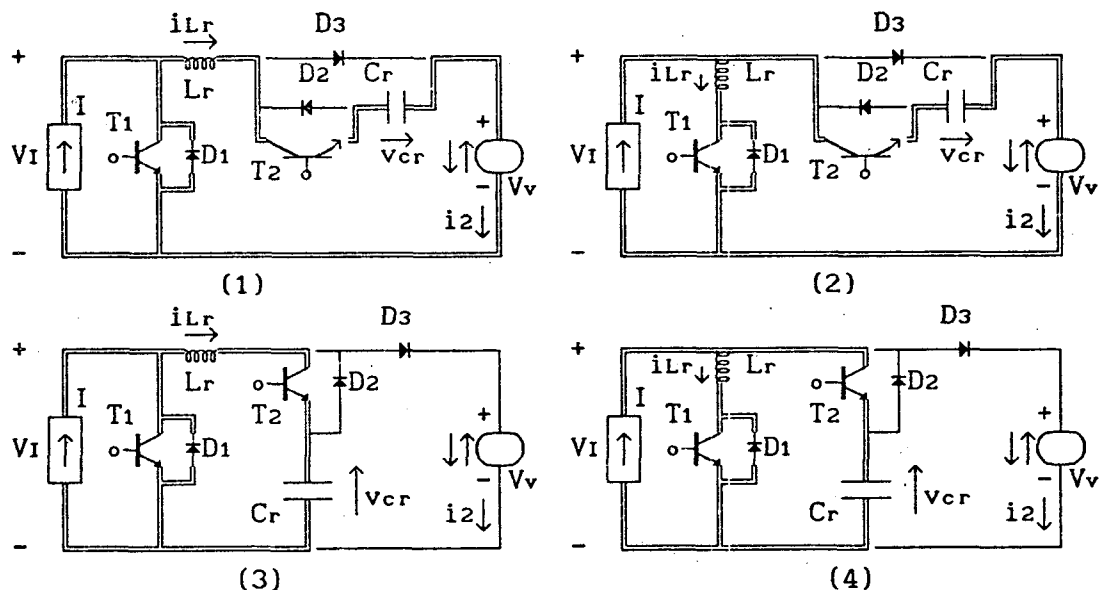 iLr D3
+ Lr D2 Cr
I T1 D1 T2 vcr +
VI − Vv
− i2
(1)
D3
+ iLr Lr D2 Cr
I T1 D1 T2 vcr +
VI − Vv
− i2
(2)
iLr D3
+ Lr D2
I T1 T2 +
VI D1 − Vv
Cr vcr i2
−
(3)
D3
+ iLr Lr D2
I T1 T2 +
VI D1 − Vv
Cr vcr i2
−
(4)